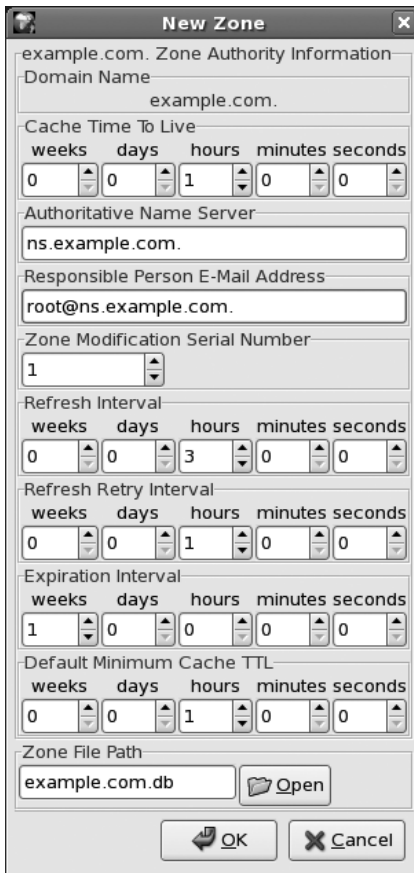 New Zone
example.com. Zone Authority Information
Domain Name
example.com.
Cache Time To Live
weeks days hours minutes seconds
0 0 1 0 0
Authoritative Name Server
ns.example.com.
Responsible Person E-Mail Address
root@ns.example.com.
Zone Modification Serial Number
1
Refresh Interval
weeks days hours minutes seconds
0 0 3 0 0
Refresh Retry Interval
weeks days hours minutes seconds
0 0 1 0 0
Expiration Interval
weeks days hours minutes seconds
1 0 0 0 0
Default Minimum Cache TTL
weeks days hours minutes seconds
0 0 1 0 0
Zone File Path
example.com.db Open
OK Cancel